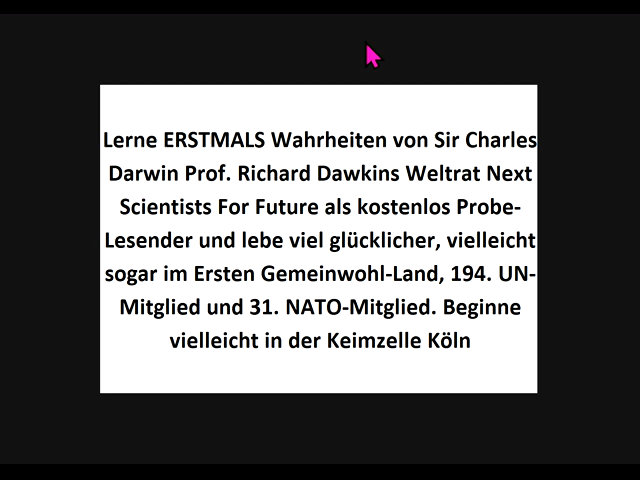 Lerne ERSTMALS Wahrheiten von Sir Charles
Darwin Prof. Richard Dawkins Weltrat Next
Scientists For Future als kostenlos Probe-
Lesender und lebe viel glücklicher, vielleicht
sogar im Ersten Gemeinwohl-Land, 194. UN-
Mitglied und 31. NATO-Mitglied. Beginne
vielleicht in der Keimzelle Köln